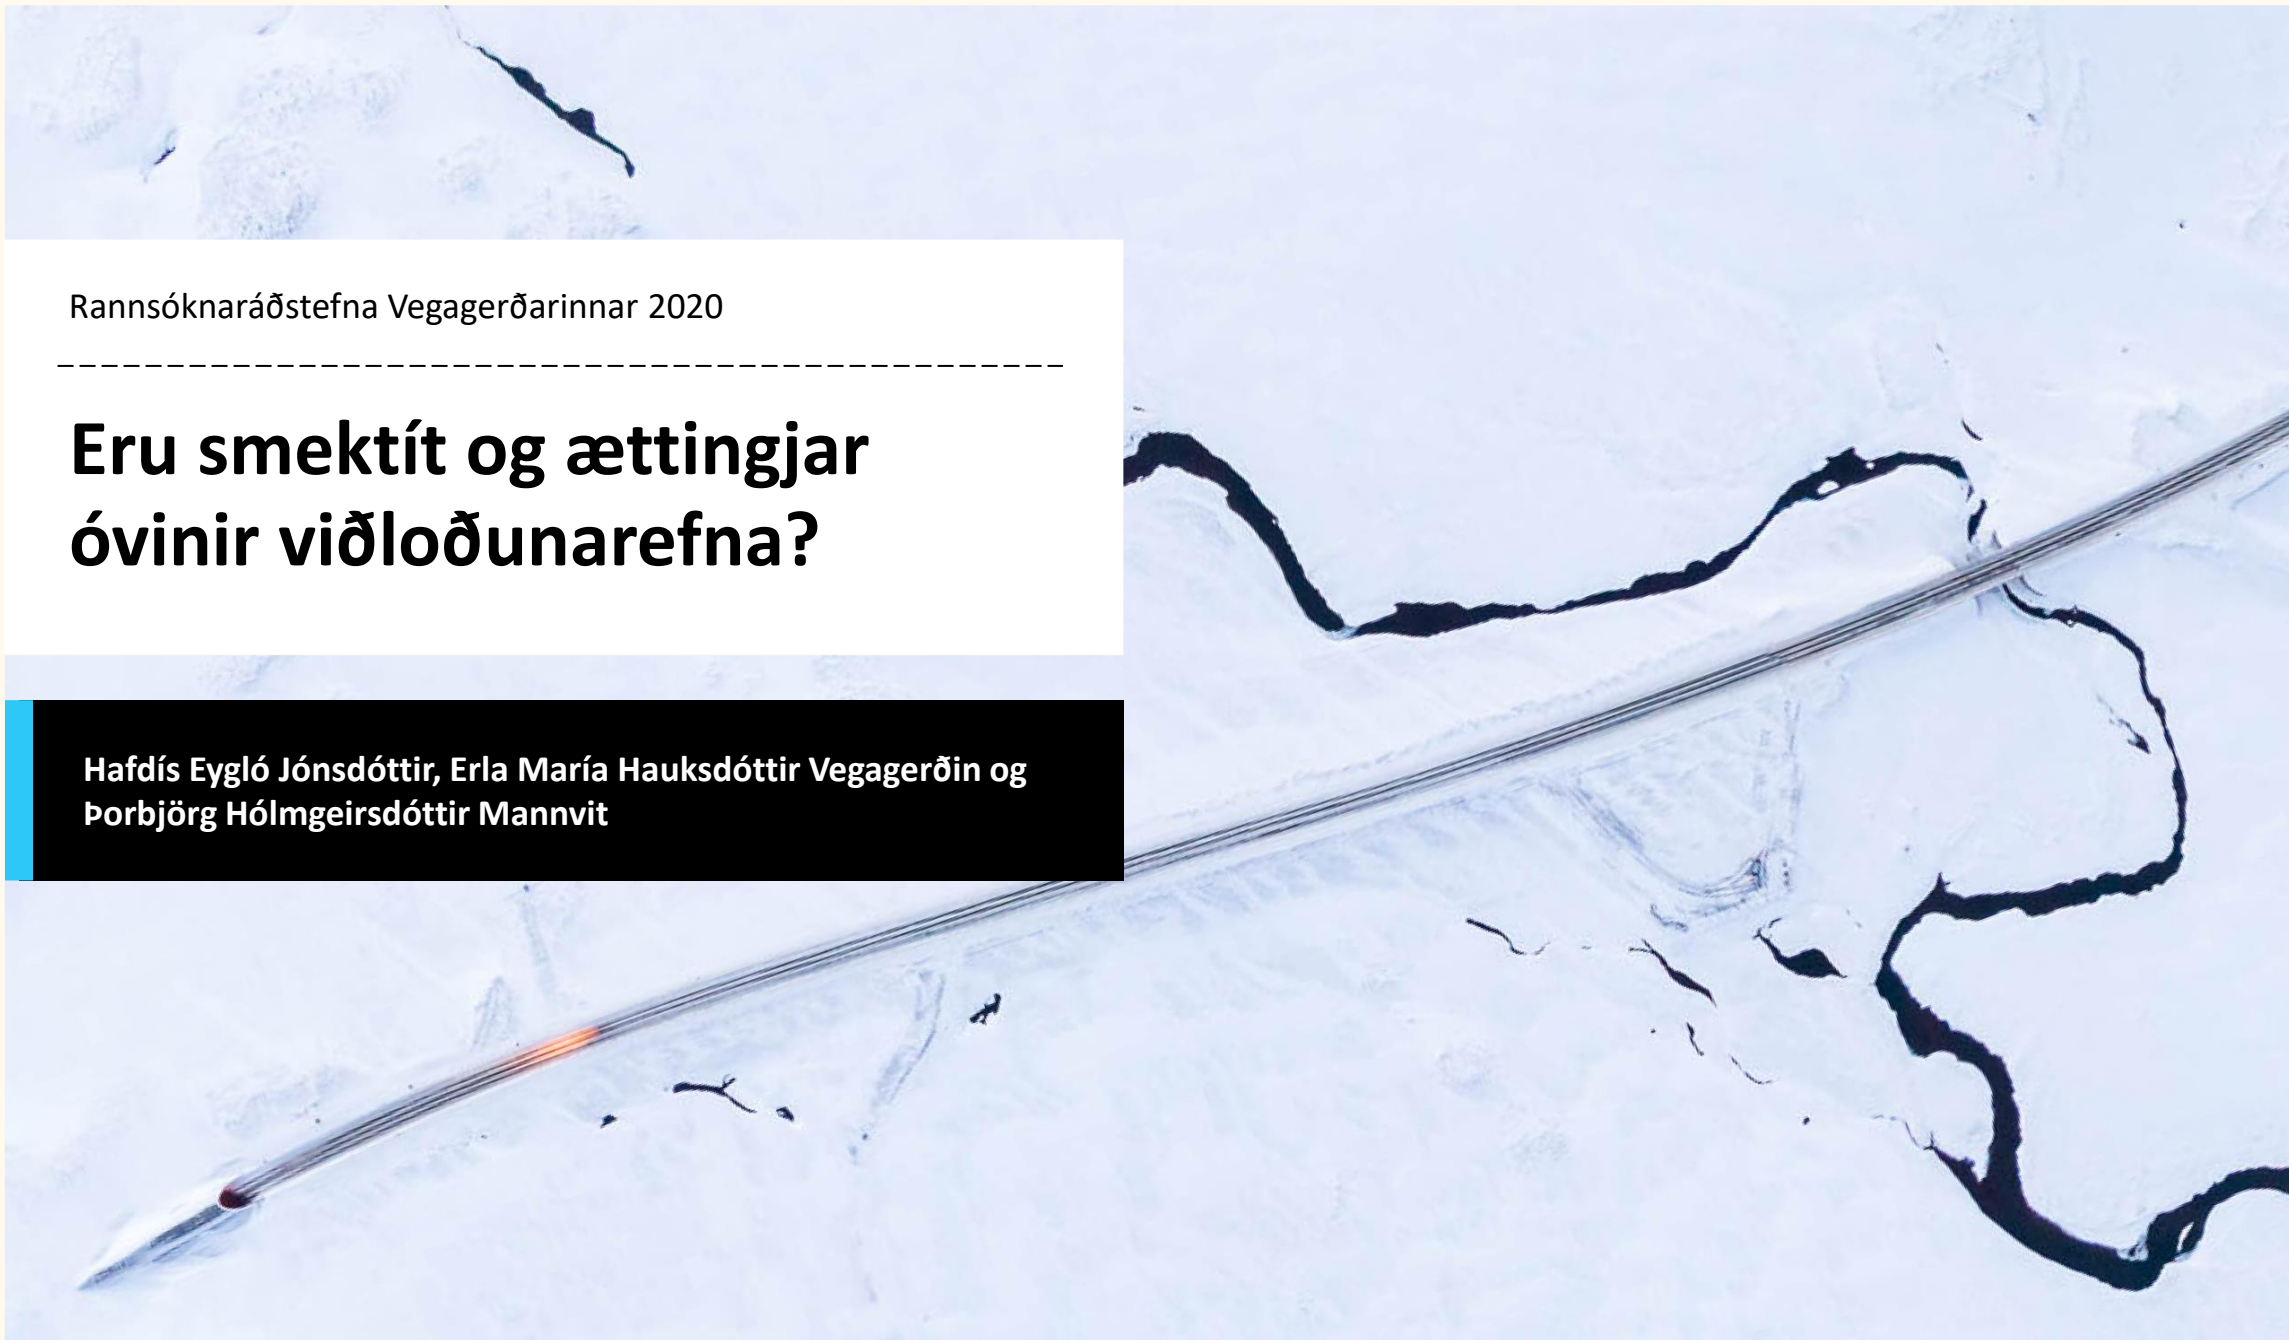 Rannsóknaráðstefna Vegagerðarinnar 2020
Eru smektít og ættingjar
óvinir viðloðunarefna?
Hafdís Eygló Jónsdóttir, Erla María Hauksdóttir Vegagerðin og
Þorbjörg Hólmgeirsdóttir Mannvit